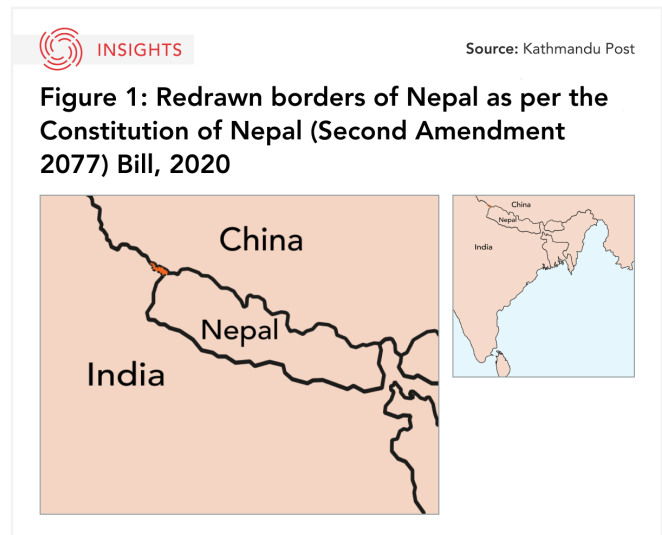 INSIGHTS
Source: Kathmandu Post
Figure 1: Redrawn borders of Nepal as per the
Constitution of Nepal (Second Amendment
2077) Bill, 2020
China
Nepal
India
China
Nepal
India